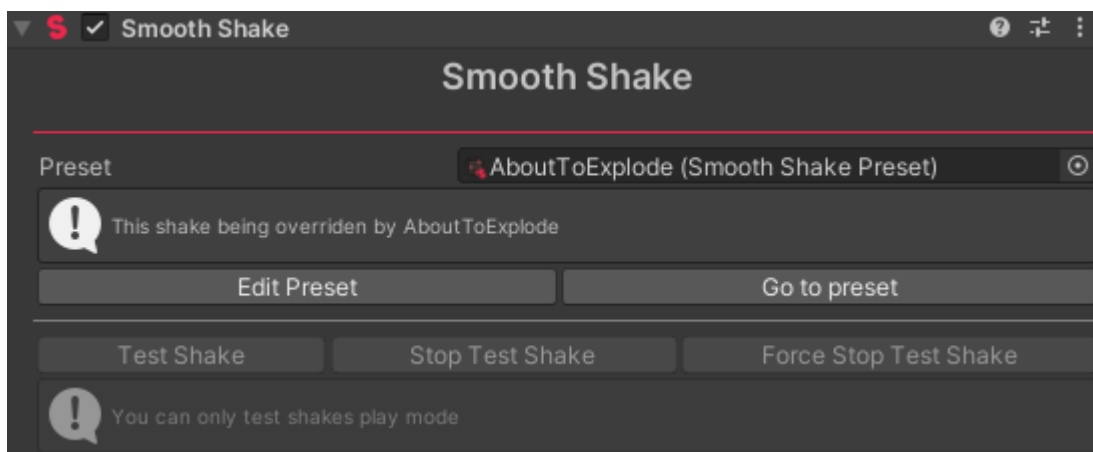 Smooth Shake
Smooth Shake
Preset AboutToExplode (Smooth Shake Preset)
This shake being overriden by AboutToExplode
Edit Preset Go to preset
Test Shake Stop Test Shake Force Stop Test Shake
You can only test shakes play mode